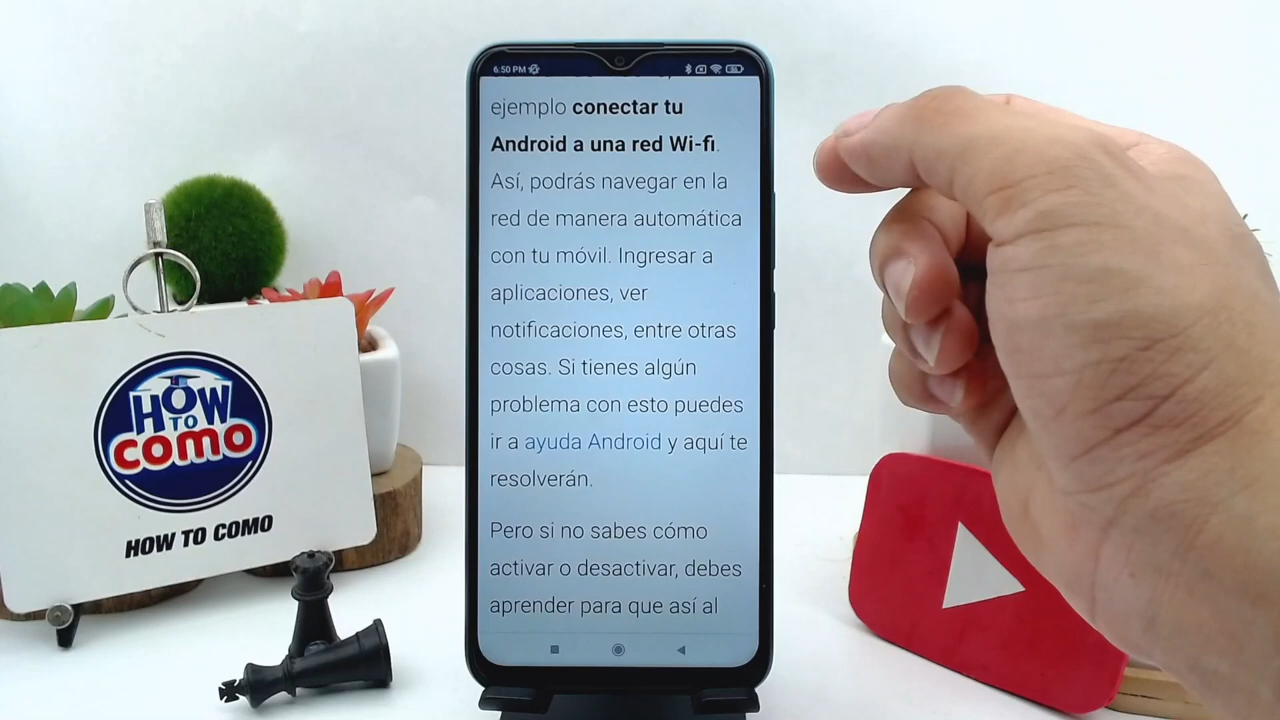 6:50 PM
ejemplo conectar tu
Android a una red Wi-fi.
Así, podrás navegar en la
red de manera automática
con tu móvil. Ingresar a
aplicaciones, ver
notificaciones, entre otras
cosas. Si tienes algún
problema con esto puedes
ir a ayuda Android y aquí te
resolverán.
Pero si no sabes cómo
activar o desactivar, debes
aprender para que así al
HOW
TO
como
HOW TO COMO